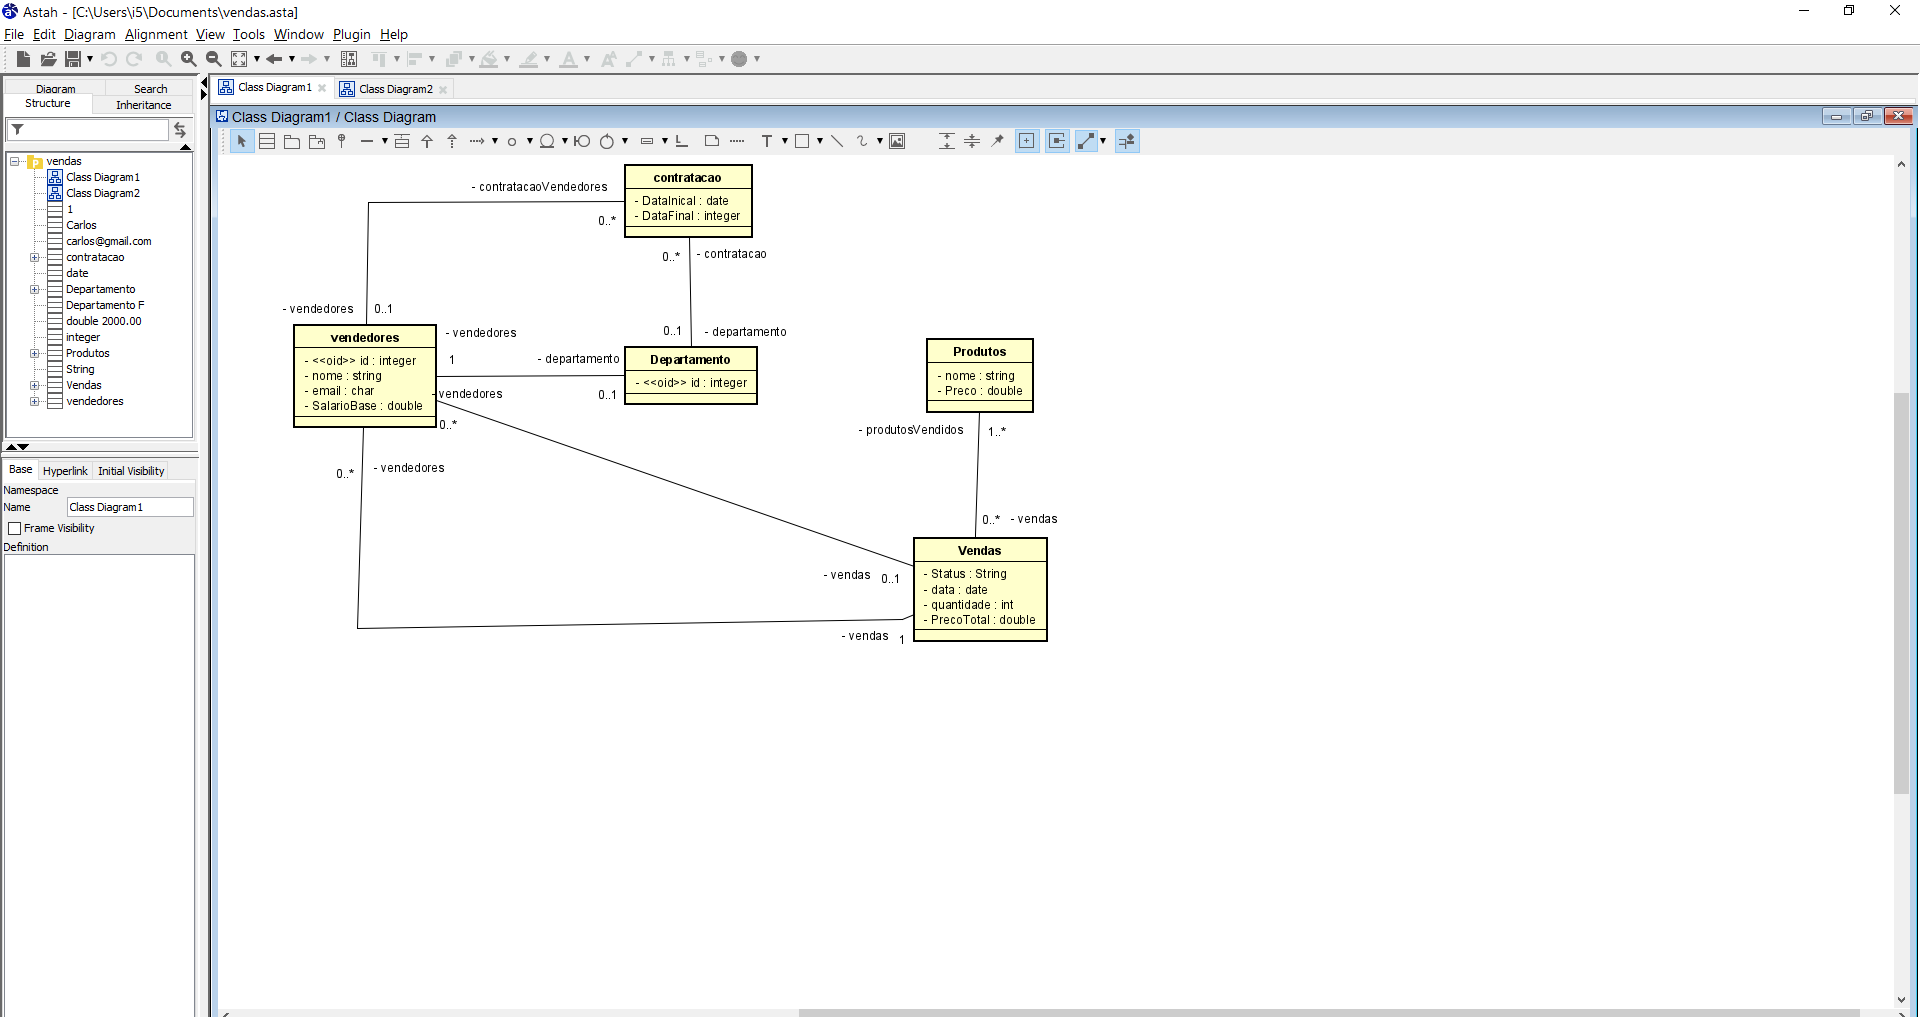 Astah - [C:\Users\i5\Documents\vendas.asta]
File Edit Diagram Alignment View Tools Window Plugin Help
Diagram Search
Structure Inheritance
vendas
Class Diagram1
Class Diagram2
1
Carlos
carlos@gmail.com
contratacao
date
Departamento
Departamento F
double 2000.00
integer
Produtos
String
Vendas
vendedores
Base Hyperlink Initial Visibility
Namespace
Name Class Diagram1
Frame Visibility
Definition
Class Diagram1 Class Diagram2
Class Diagram1 / Class Diagram
contratacao
- DataInical : date
- DataFinal : integer
- contratacaoVendedores
0..*
0..* - contratacao
- vendedores 0..1
0..1 - departamento
vendedores
- <<oid>> id : integer
- nome : string
- email : char
- SalarioBase : double
- vendedores
1
- departamento
0..1
- vendedores
0..*
Departamento
- <<oid>> id : integer
0..* - vendedores
Produtos
- nome : string
- Preco : double
- produtosVendidos 1..*
0..* - vendas
Vendas
- Status : String
- data : date
- quantidade : int
- PrecoTotal : double
- vendas 0..1
- vendas 1